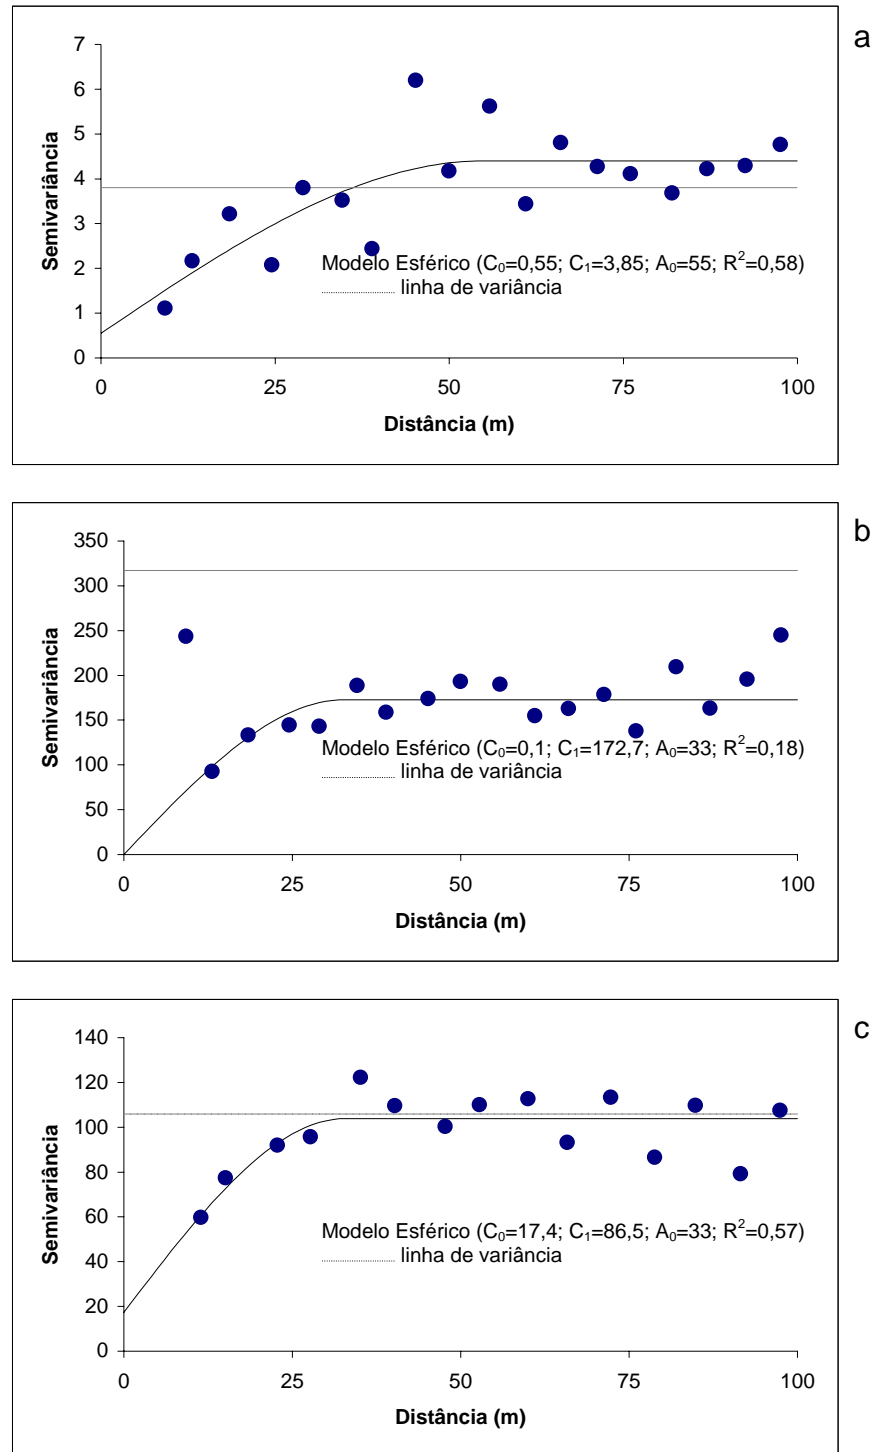 a
7
6
5
4
3
2
1
0
0 25 50 75 100
Semivariância
Distância (m)
Modelo Esférico (C₀=0,55; C₁=3,85; A₀=55; R²=0,58)
............... linha de variância
b
350
300
250
200
150
100
50
0
0 25 50 75 100
Semivariância
Distância (m)
Modelo Esférico (C₀=0,1; C₁=172,7; A₀=33; R²=0,18)
............... linha de variância
c
140
120
100
80
60
40
20
0
0 25 50 75 100
Semivariância
Distância (m)
Modelo Esférico (C₀=17,4; C₁=86,5; A₀=33; R²=0,57)
............... linha de variância